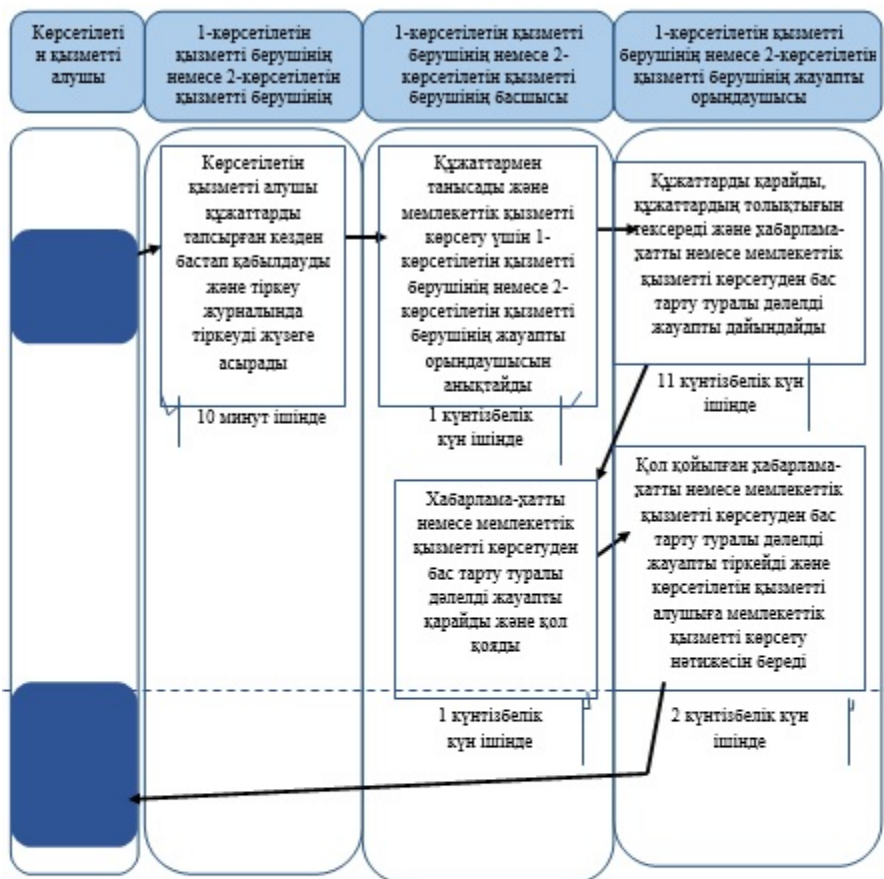 Көрсетілеті
н қызметті
алушы
1-көрсетілетін
қызметті берушінің
немесе 2-көрсетілетін
қызметті берушінің
1-көрсетілетін қызметті
берушінің немесе 2-
көрсетілетін қызметті
берушінің басшысы
1-көрсетілетін қызметті
берушінің немесе 2-көрсетілетін
қызметті берушінің жауапты
орындаушысы
Көрсетілетін
қызметті алушы
құжаттарды
тапсырған кезден
бастап қабылдауды
және тіркеу
журналында
тіркеуді жүзеге
асырады
10 минут ішінде
Құжаттармен
танысады және
мемлекеттік қызметті
көрсету үшін 1-
көрсетілетін қызметті
берушінің немесе 2-
көрсетілетін қызметті
берушінің жауапты
орындаушысын
анықтайды
1 күнтізбелік
күн ішінде
Құжаттарды қарайды,
құжаттардың толықтығын
тексереді және хабарлама-
хатты немесе мемлекеттік
қызметті көрсетуден бас
тарту туралы дәлелді
жауапты дайындайды
11 күнтізбелік күн
ішінде
Хабарлама-хатты
немесе мемлекеттік
қызметті көрсетуден
бас тарту туралы
дәлелді жауапты
қарайды және қол
қояды
1 күнтізбелік
күн ішінде
Қол қойылған хабарлама-
хатты немесе мемлекеттік
қызметті көрсетуден бас
тарту туралы дәлелді
жауапты тіркейді және
көрсетілетін қызметті
алушыға мемлекеттік
қызметті көрсету
нәтижесін береді
2 күнтізбелік күн
ішінде